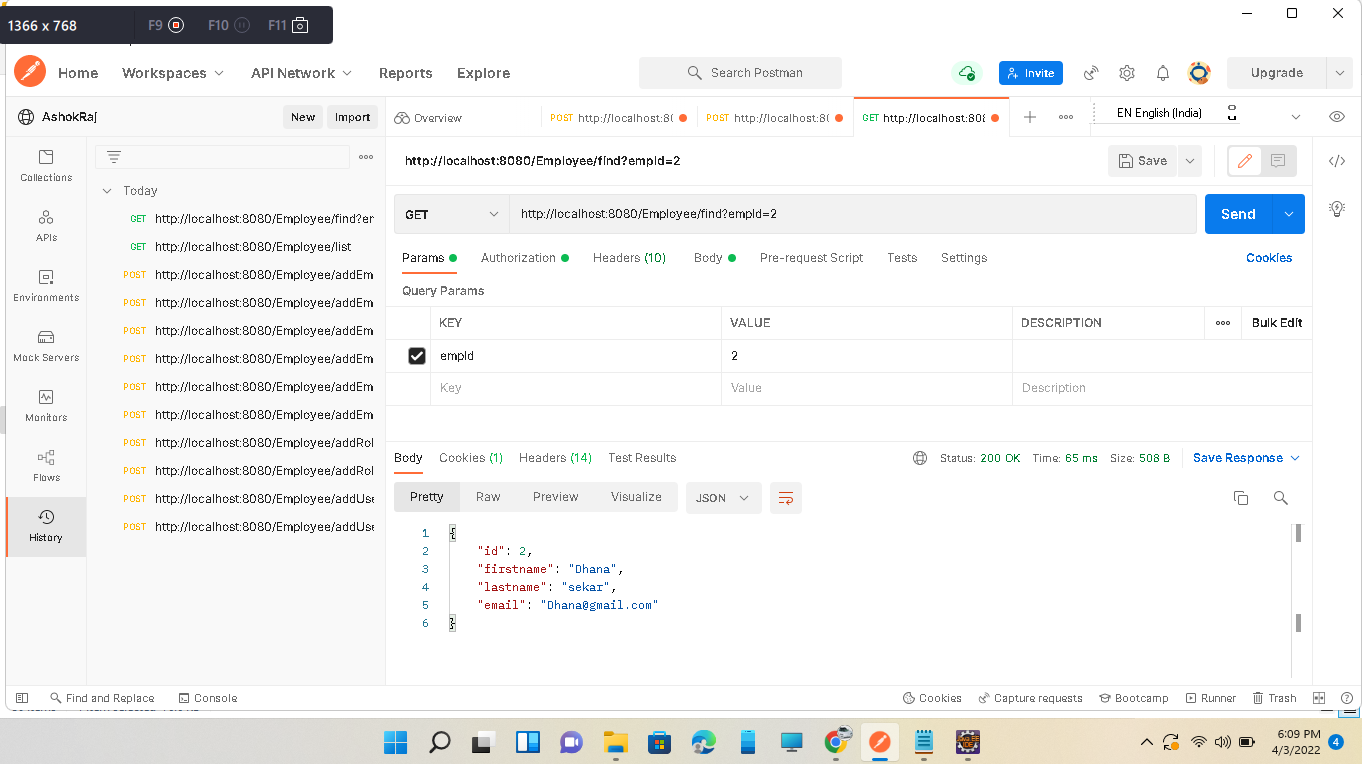 1366 x 768 F9 F10 F11
Home Workspaces API Network Reports Explore Search Postman Invite Upgrade
AshokRaj New Import Overview POST http://localhost:8( POST http://localhost:8( GET http://localhost:808 EN English (India)
http://localhost:8080/Employee/find?empId=2 Save
Collections
APIs
Environments
Mock Servers
Monitors
Flows
History
Today
GET http://localhost:8080/Employee/find?er
GET http://localhost:8080/Employee/list
POST http://localhost:8080/Employee/addEm
POST http://localhost:8080/Employee/addEm
POST http://localhost:8080/Employee/addEm
POST http://localhost:8080/Employee/addEm
POST http://localhost:8080/Employee/addEm
POST http://localhost:8080/Employee/addEm
POST http://localhost:8080/Employee/addRol
POST http://localhost:8080/Employee/addRol
POST http://localhost:8080/Employee/addUse
POST http://localhost:8080/Employee/addUse
GET http://localhost:8080/Employee/find?empId=2 Send
Params Authorization Headers (10) Body Pre-request Script Tests Settings Cookies
Query Params
KEY VALUE DESCRIPTION Bulk Edit
empId 2
Key Value Description
Body Cookies (1) Headers (14) Test Results Status: 200 OK Time: 65 ms Size: 508 B Save Response
Pretty Raw Preview Visualize JSON
1 {
2 "id": 2,
3 "firstname": "Dhana",
4 "lastname": "sekar",
5 "email": "Dhana@gmail.com"
6 }
Find and Replace Console Cookies Capture requests Bootcamp Runner Trash
6:09 PM
4/3/2022 4